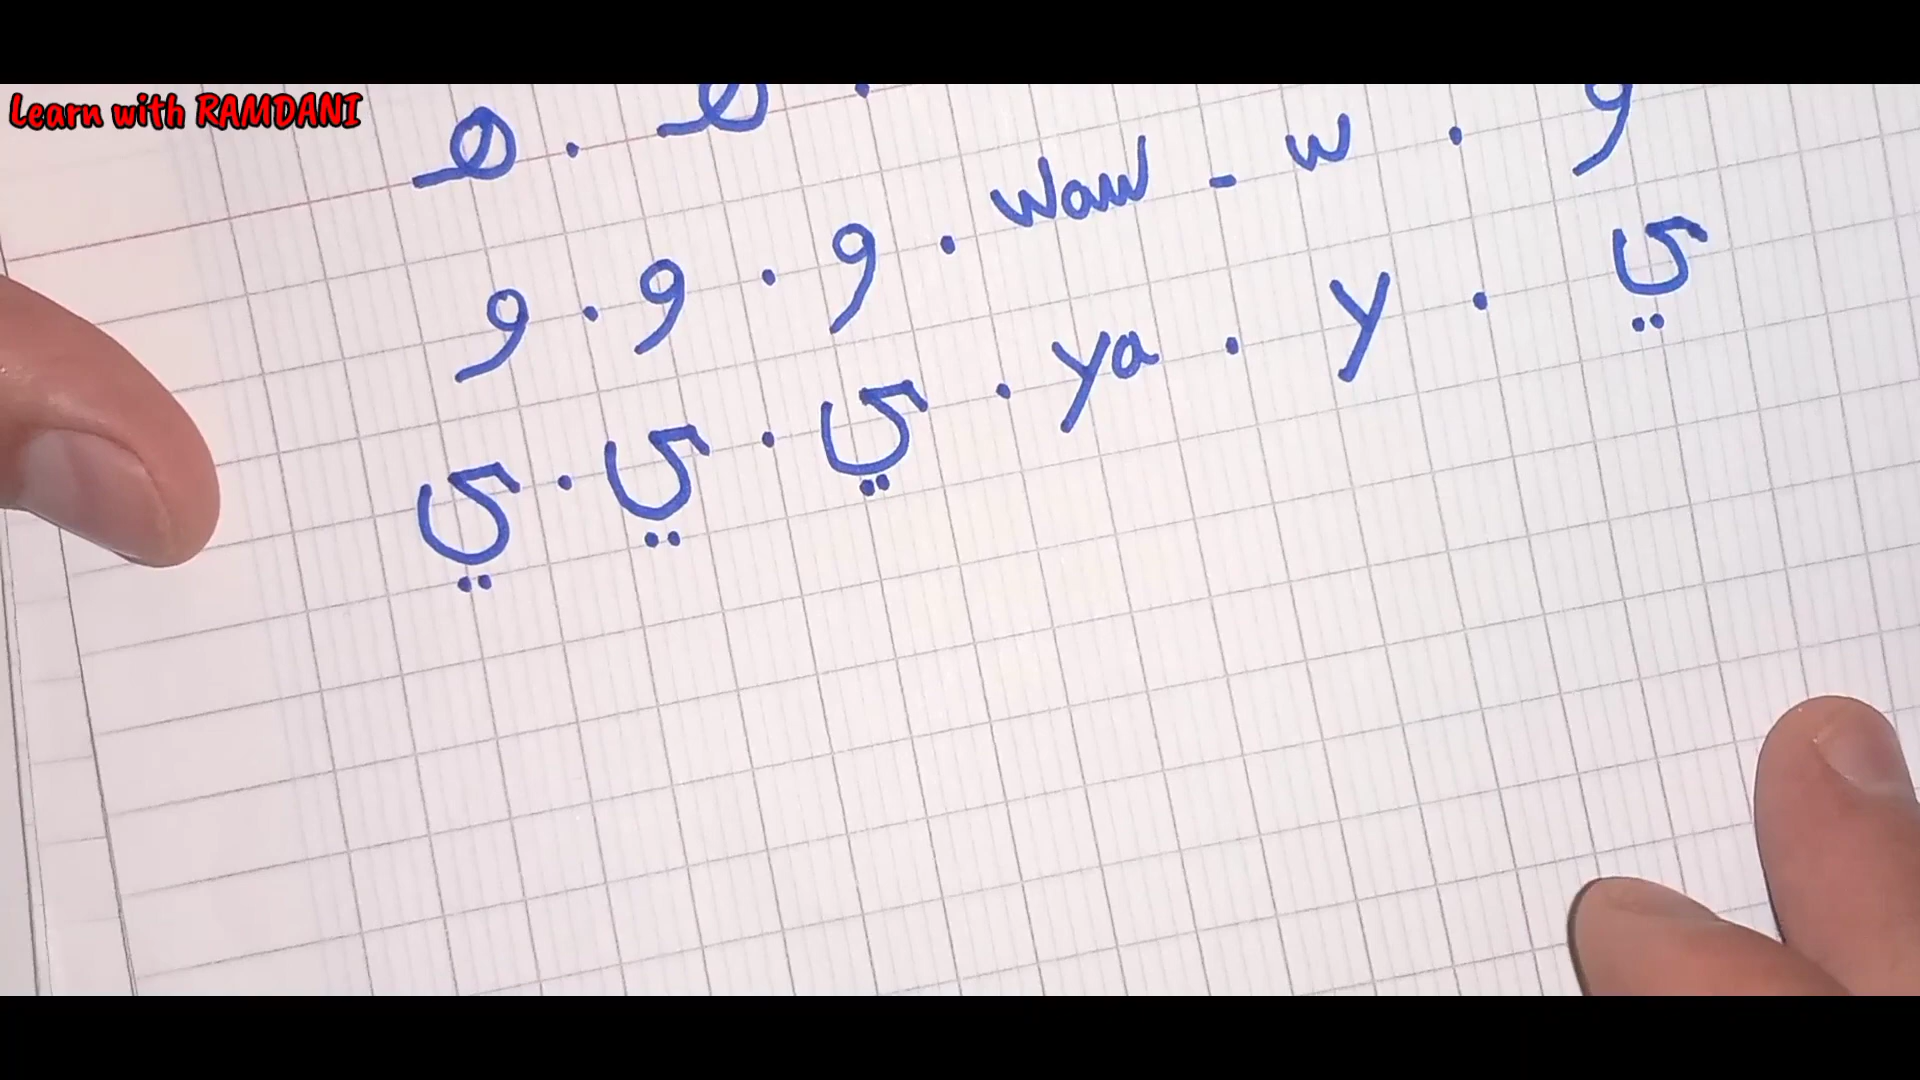 Learn with RAMDANI
و . و . و . waw - w . و
ي . ي . ي . ya . y . ي